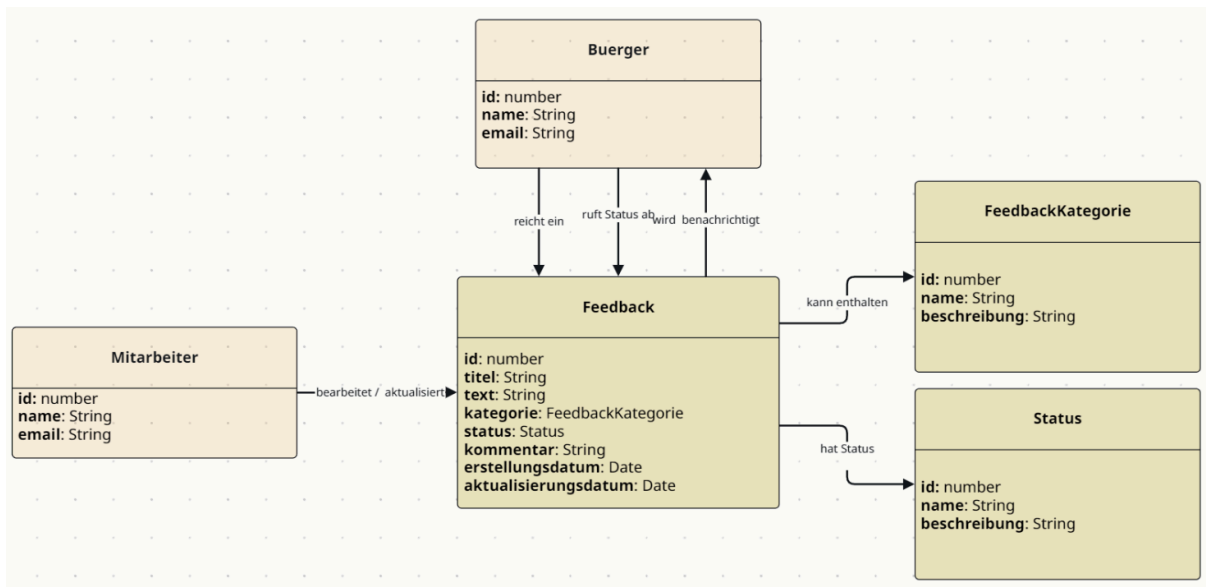 Buerger
id: number
name: String
email: String
reicht ein
ruft Status ab
wird benachrichtigt
FeedbackKategorie
id: number
name: String
beschreibung: String
kann enthalten
Feedback
id: number
titel: String
text: String
kategorie: FeedbackKategorie
status: Status
kommentar: String
erstellungsdatum: Date
aktualisierungsdatum: Date
Mitarbeiter
id: number
name: String
email: String
bearbeitet / aktualisiert
hat Status
Status
id: number
name: String
beschreibung: String